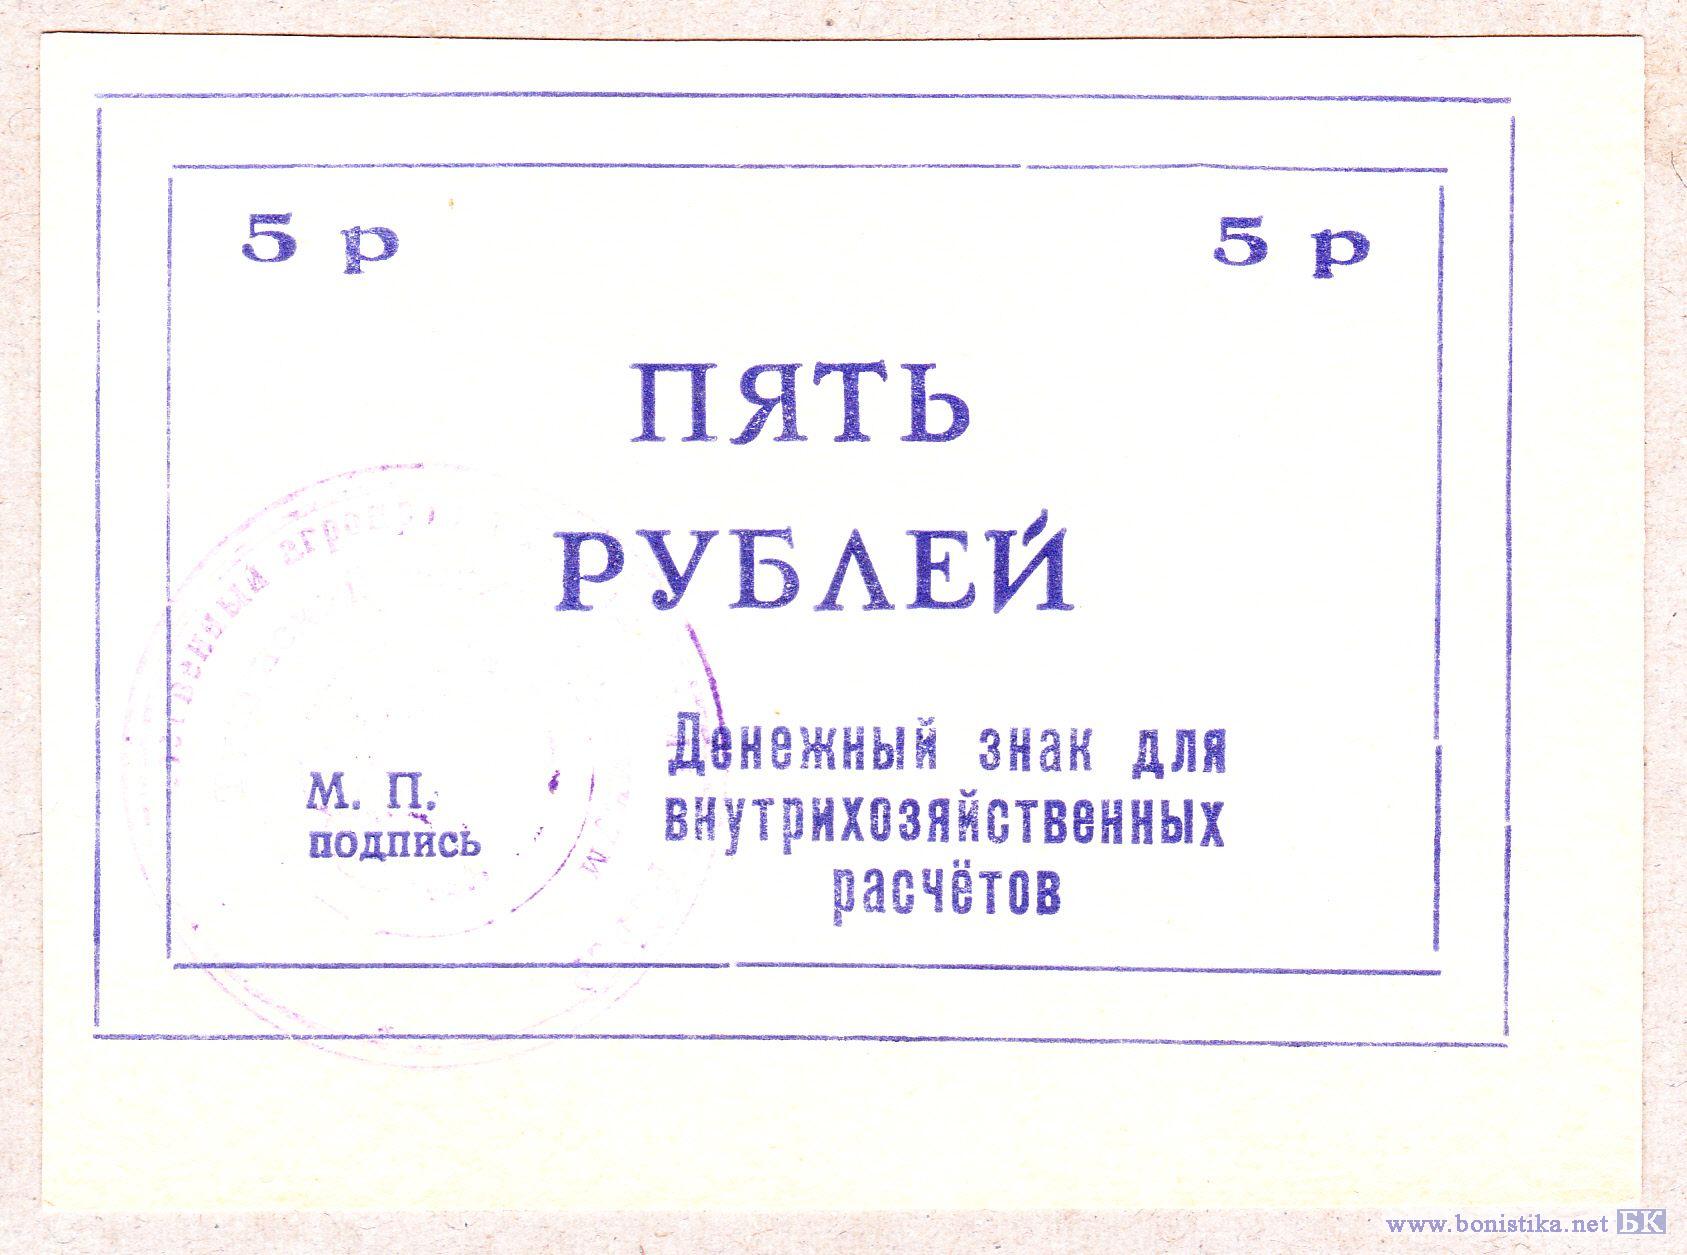 5 р 5 р
ПЯТЬ
РУБЛЕЙ
М. П.
подпись
Денежный знак для
внутрихозяйственных
расчётов
www.bonistika.net БК